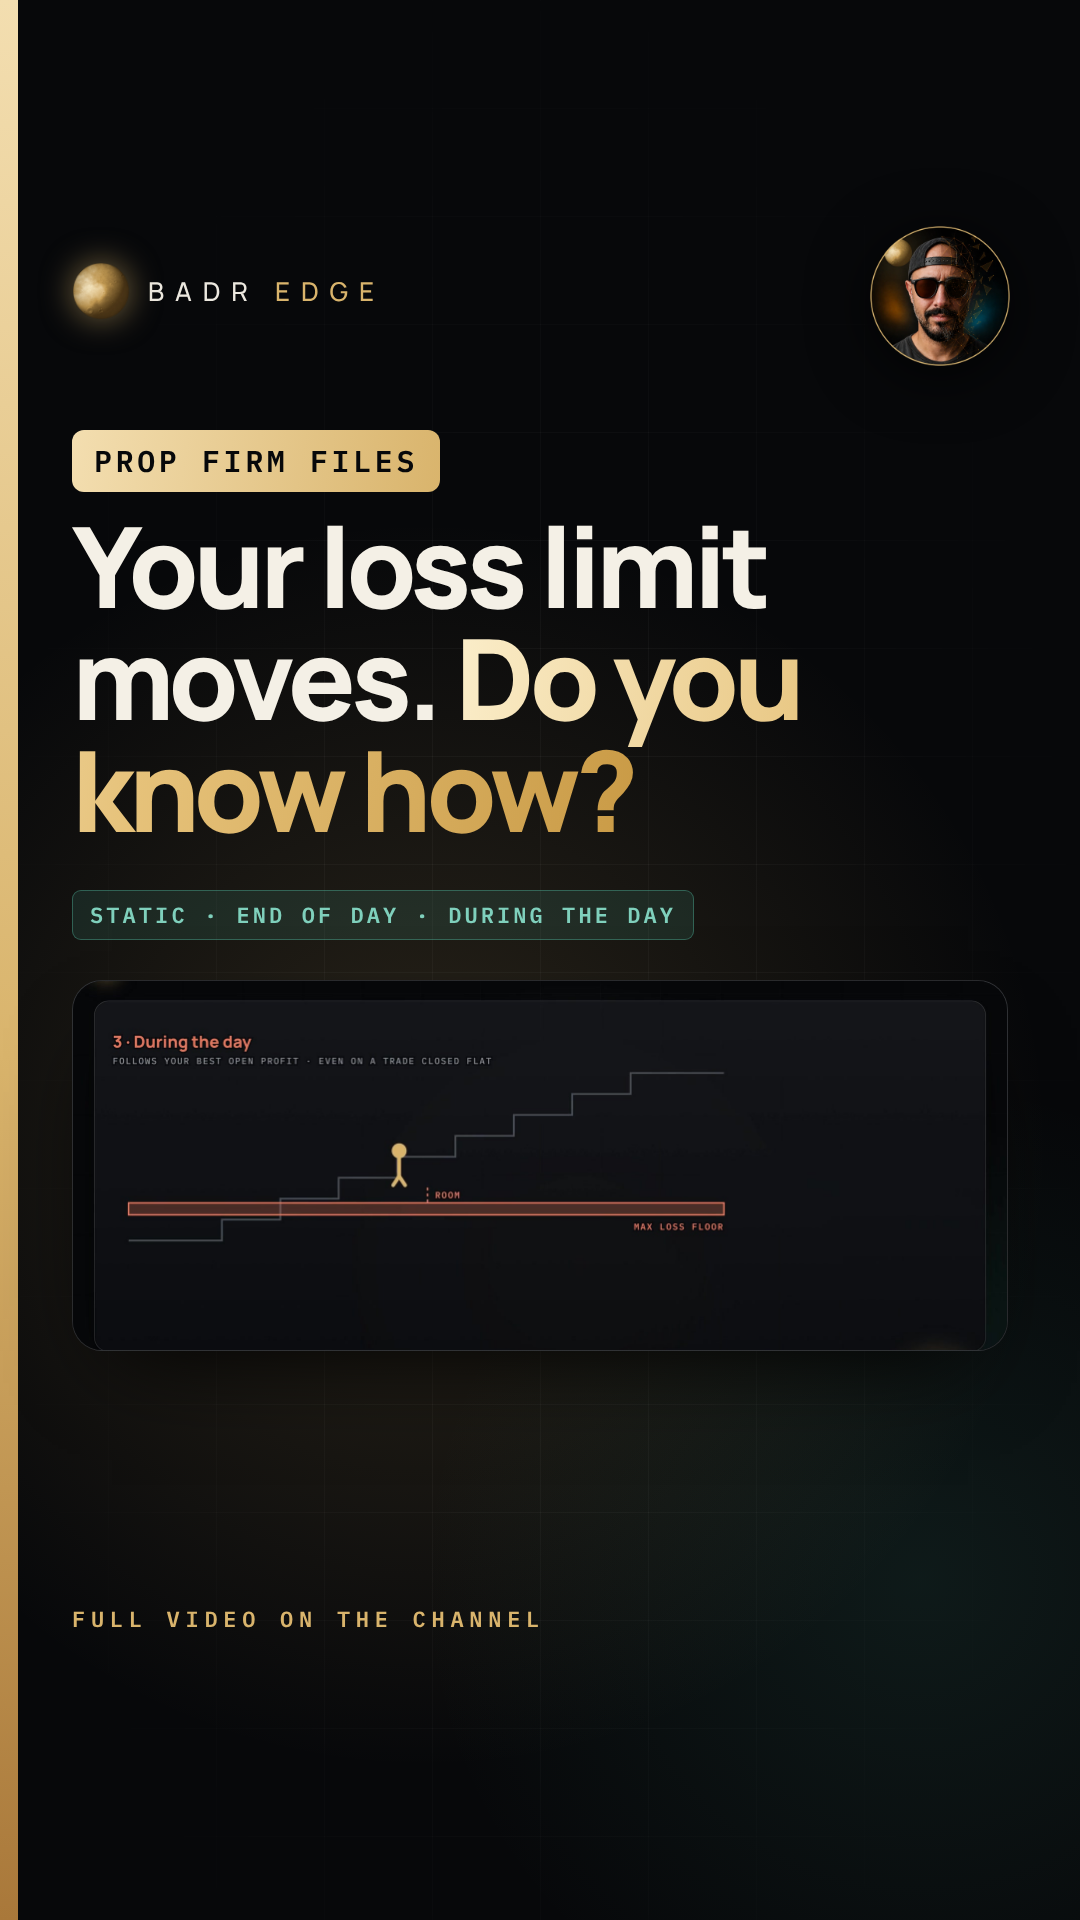 BADR EDGE
PROP FIRM FILES
Your loss limit
moves. Do you
know how?
STATIC · END OF DAY · DURING THE DAY
3 · During the day
FOLLOWS YOUR BEST OPEN PROFIT · EVEN ON A TRADE CLOSED FLAT
ROOM
MAX LOSS FLOOR
FULL VIDEO ON THE CHANNEL